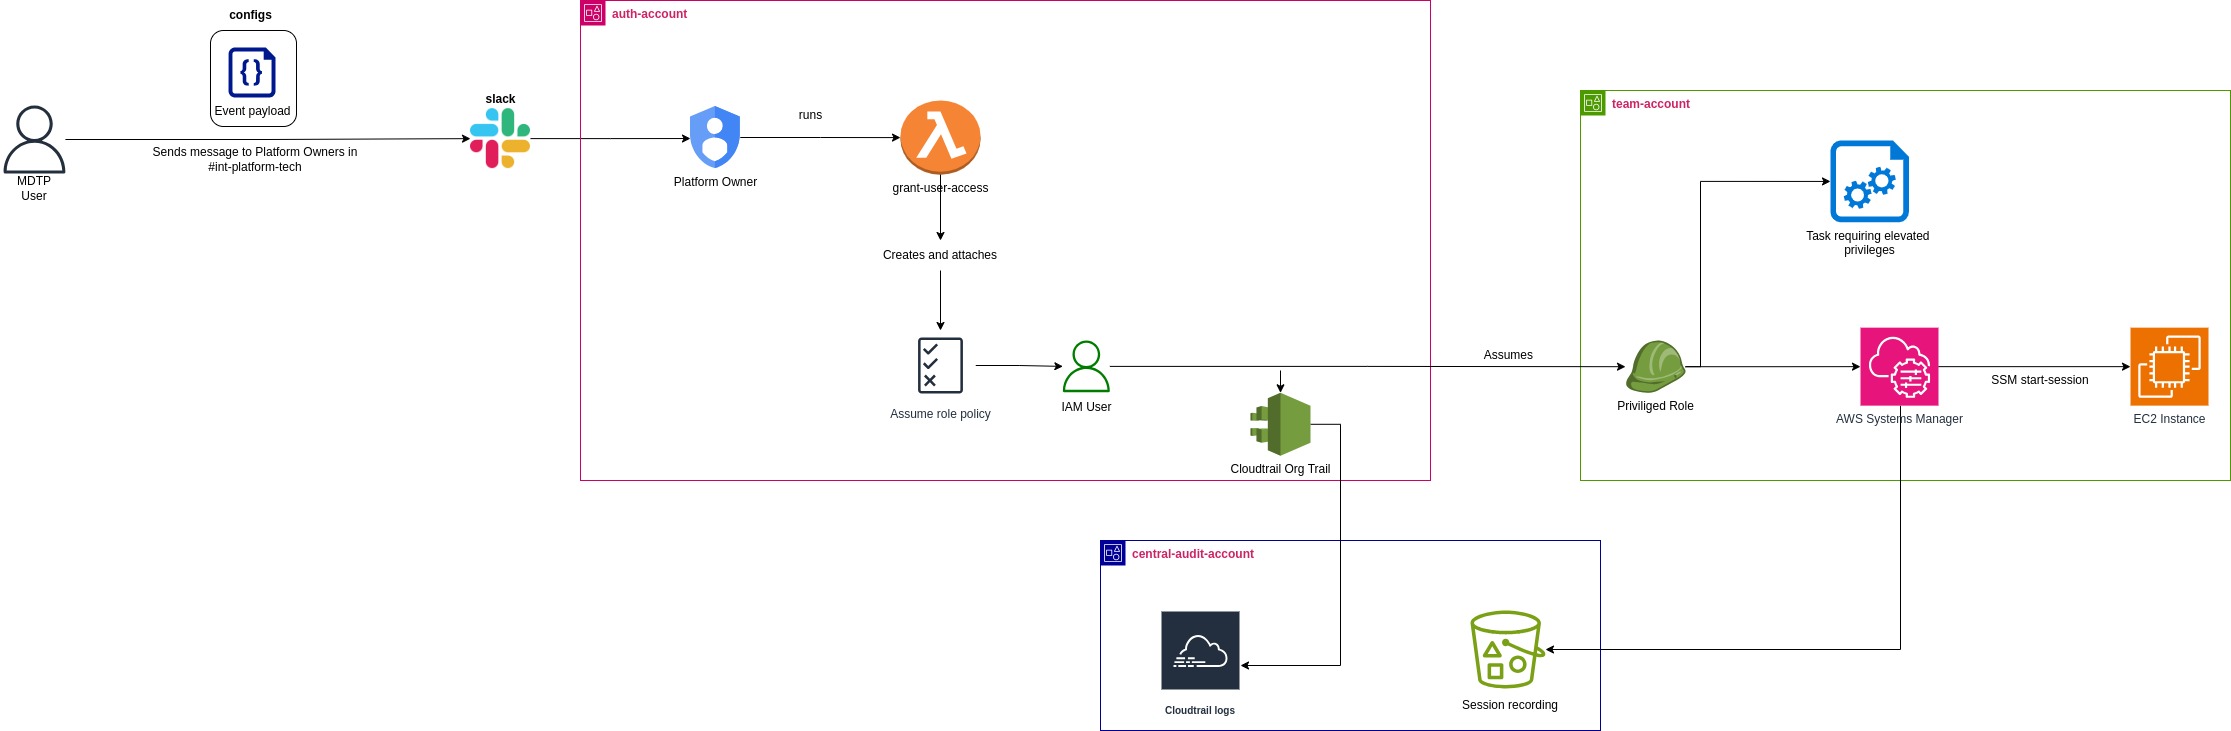 configs
Event payload
MDTP
User
Sends message to Platform Owners in
#int-platform-tech
slack
auth-account
Platform Owner
runs
grant-user-access
Creates and attaches
Assume role policy
IAM User
Cloudtrail Org Trail
Assumes
team-account
Task requiring elevated
privileges
Priviliged Role
AWS Systems Manager
SSM start-session
EC2 Instance
central-audit-account
Cloudtrail logs
Session recording